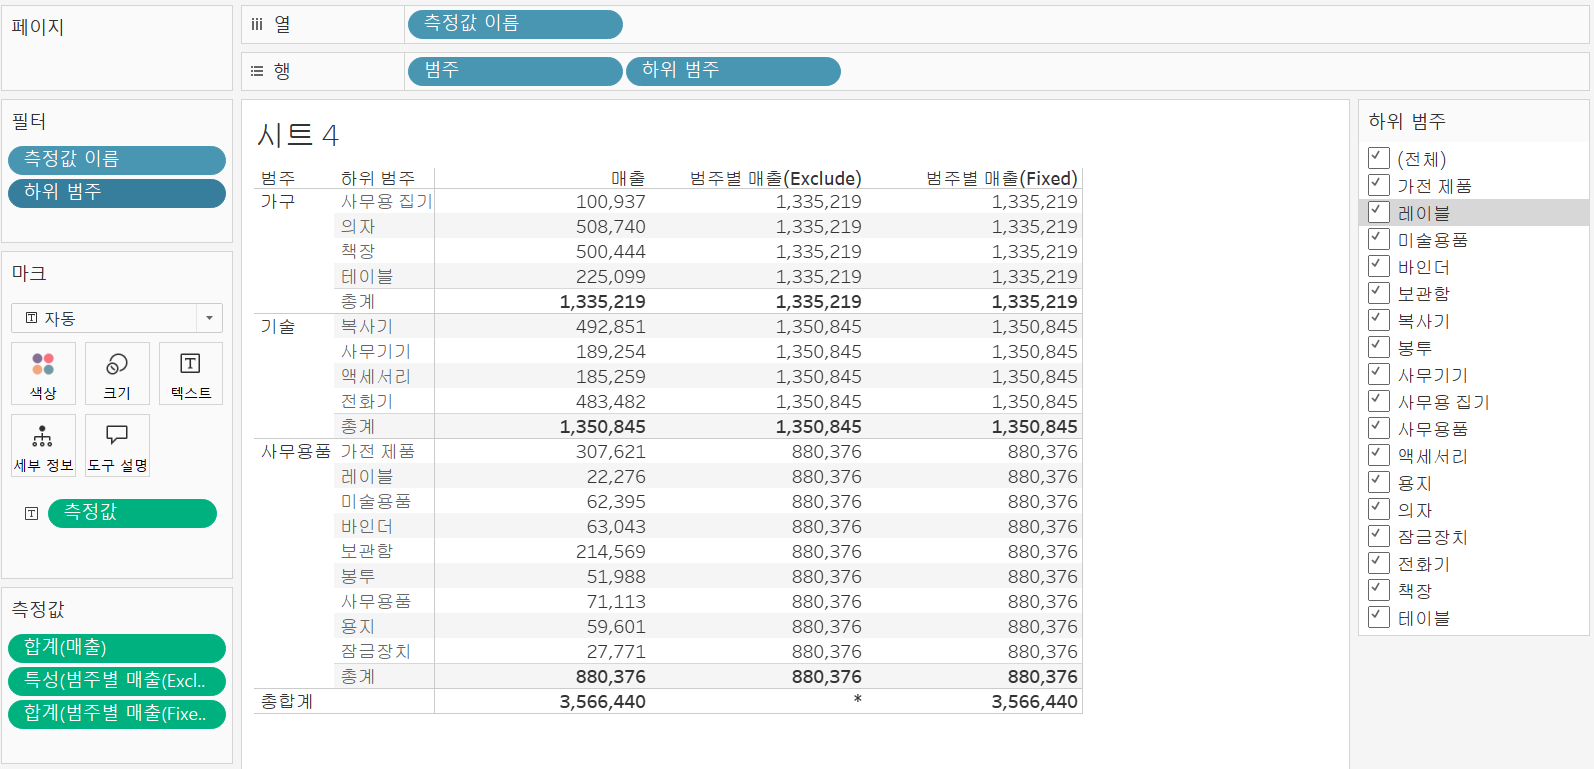 페이지
iii 열
측정값 이름
행
범주
하위 범주
필터
측정값 이름
하위 범주
마크
자동
색상
크기
텍스트
세부 정보
도구 설명
측정값
측정값
합계(매출)
특성(범주별 매출(Excl..
합계(범주별 매출(Fixe..
시트 4
범주 하위 범주 매출 범주별 매출(Exclude) 범주별 매출(Fixed)
가구 사무용 집기 100,937 1,335,219 1,335,219
의자 508,740 1,335,219 1,335,219
책장 500,444 1,335,219 1,335,219
테이블 225,099 1,335,219 1,335,219
총계 1,335,219 1,335,219 1,335,219
기술 복사기 492,851 1,350,845 1,350,845
사무기기 189,254 1,350,845 1,350,845
액세서리 185,259 1,350,845 1,350,845
전화기 483,482 1,350,845 1,350,845
총계 1,350,845 1,350,845 1,350,845
사무용품 가전 제품 307,621 880,376 880,376
레이블 22,276 880,376 880,376
미술용품 62,395 880,376 880,376
바인더 63,043 880,376 880,376
보관함 214,569 880,376 880,376
봉투 51,988 880,376 880,376
사무용품 71,113 880,376 880,376
용지 59,601 880,376 880,376
잠금장치 27,771 880,376 880,376
총계 880,376 880,376 880,376
총합계 3,566,440 * 3,566,440
하위 범주
(전체)
가전 제품
레이블
미술용품
바인더
보관함
복사기
봉투
사무기기
사무용 집기
사무용품
액세서리
용지
의자
잠금장치
전화기
책장
테이블